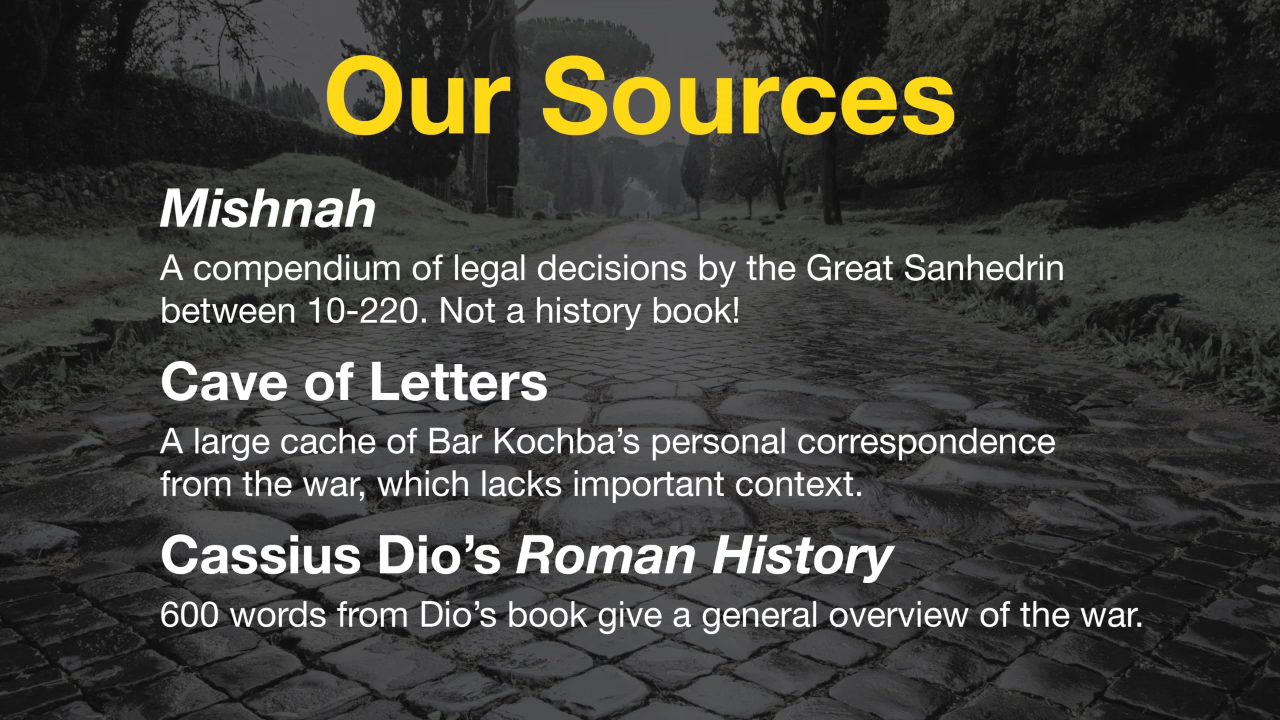 Our Sources
Mishnah
A compendium of legal decisions by the Great Sanhedrin
between 10-220. Not a history book!
Cave of Letters
A large cache of Bar Kochba’s personal correspondence
from the war, which lacks important context.
Cassius Dio’s Roman History
600 words from Dio’s book give a general overview of the war.